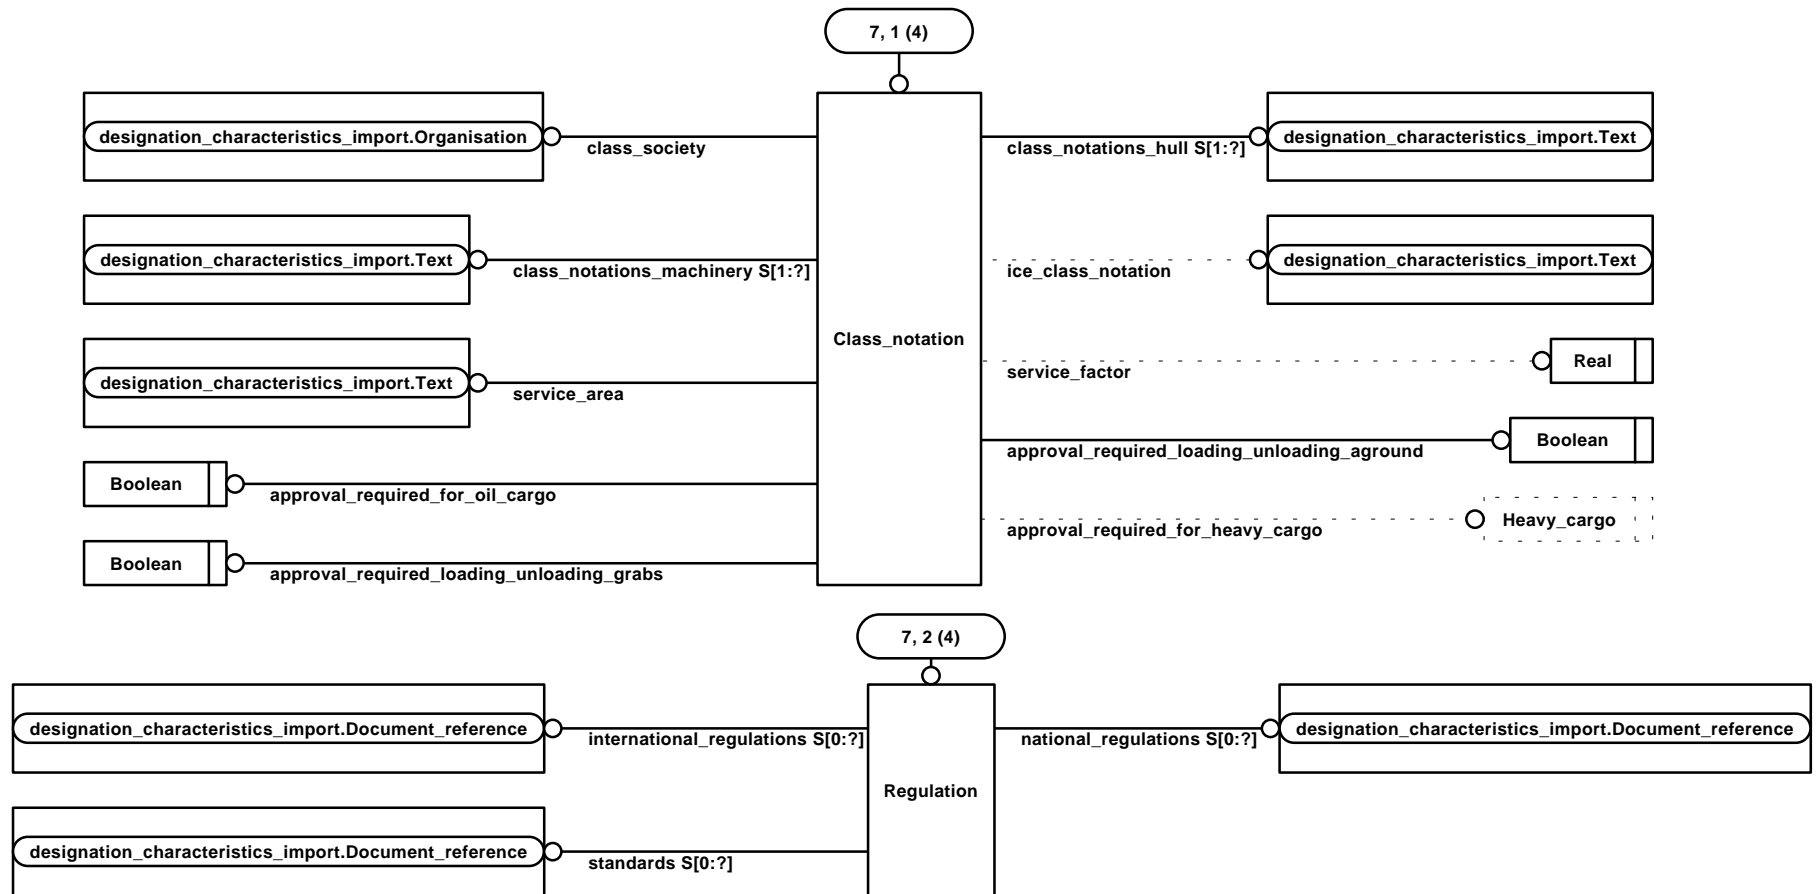 7, 1 (4)
designation_characteristics_import.Organisation
class_society
class_notations_hull S[1:?]
designation_characteristics_import.Text
designation_characteristics_import.Text
class_notations_machinery S[1:?]
ice_class_notation
designation_characteristics_import.Text
Class_notation
service_factor
Real
designation_characteristics_import.Text
service_area
approval_required_loading_unloading_aground
Boolean
Boolean
approval_required_for_oil_cargo
approval_required_for_heavy_cargo
Heavy_cargo
Boolean
approval_required_loading_unloading_grabs
7, 2 (4)
designation_characteristics_import.Document_reference
international_regulations S[0:?]
national_regulations S[0:?]
designation_characteristics_import.Document_reference
Regulation
designation_characteristics_import.Document_reference
standards S[0:?]